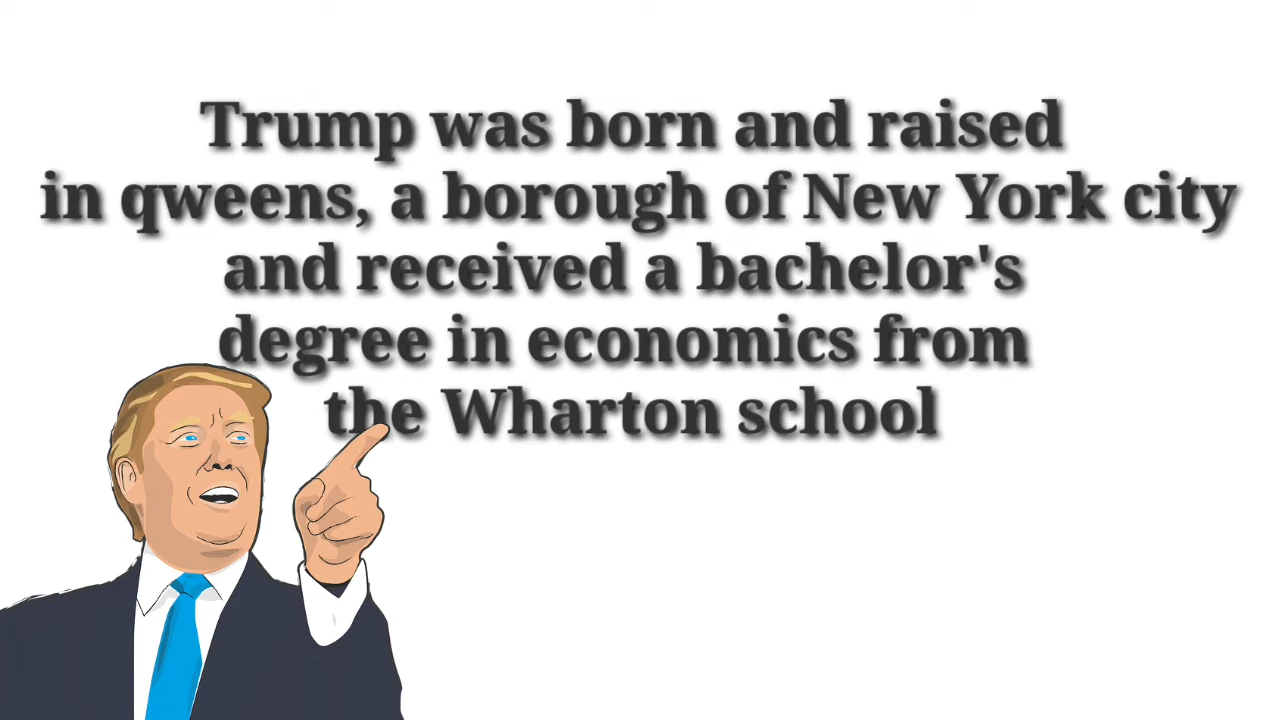 Trump was born and raised
in qweens, a borough of New York city
and received a bachelor's
degree in economics from
the Wharton school